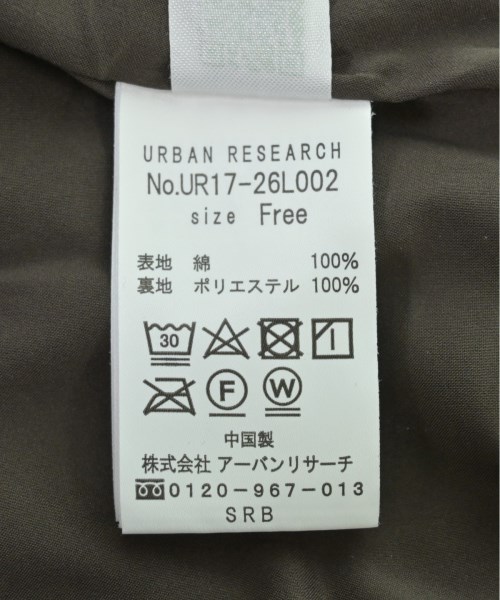 URBAN RESEARCH
No.UR17-26L002
size Free
表地 綿 100%
裏地 ポリエステル 100%
30
F W
中国製
株式会社 アーバンリサーチ
0120-967-013
SRB